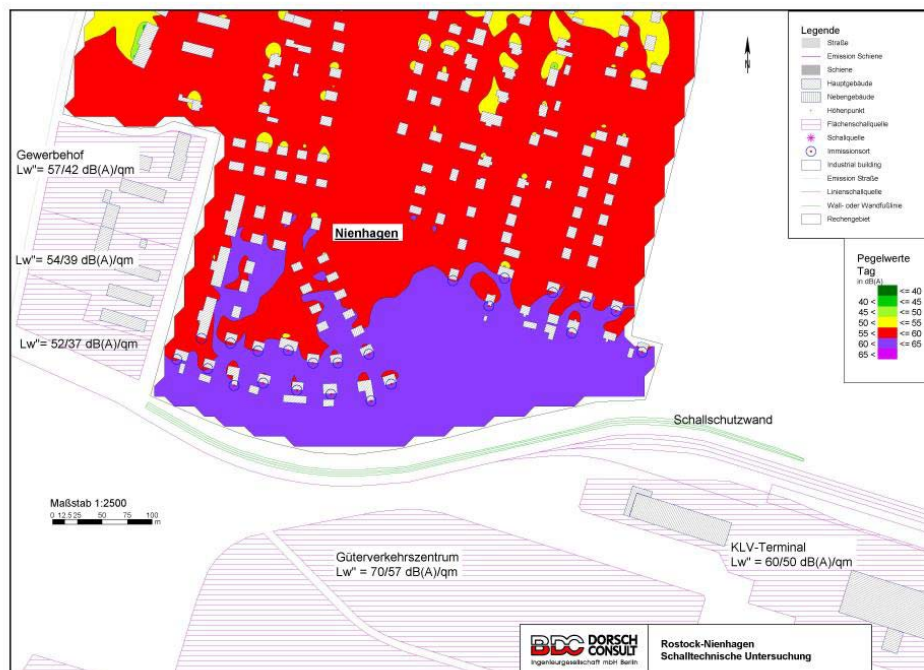 Legende
Straße
Emission Schiene
Schiene
Hauptgebäude
Nebengebäude
Höhenpunkt
Flächenschallquelle
Schallquelle
Immissionsort
Industrial building
Emission Straße
Linienschallquelle
Wall- oder Wandfußlinie
Rechengebiet
N
Gewerbehof
Lw"= 57/42 dB(A)/qm
Lw"= 54/39 dB(A)/qm
Lw"= 52/37 dB(A)/qm
Nienhagen
Pegelwerte
Tag
in dB(A)
<= 40
40 < <= 45
45 < <= 50
50 < <= 55
55 < <= 60
60 < <= 65
65 <
Schallschutzwand
Maßstab 1:2500
0 12.5 25 50 75 100
m
Güterverkehrszentrum
Lw" = 70/57 dB(A)/qm
KLV-Terminal
Lw" = 60/50 dB(A)/qm
BDC DORSCH
CONSULT
Ingenieurgesellschaft mbH Berlin
Rostock-Nienhagen
Schalltechnische Untersuchung